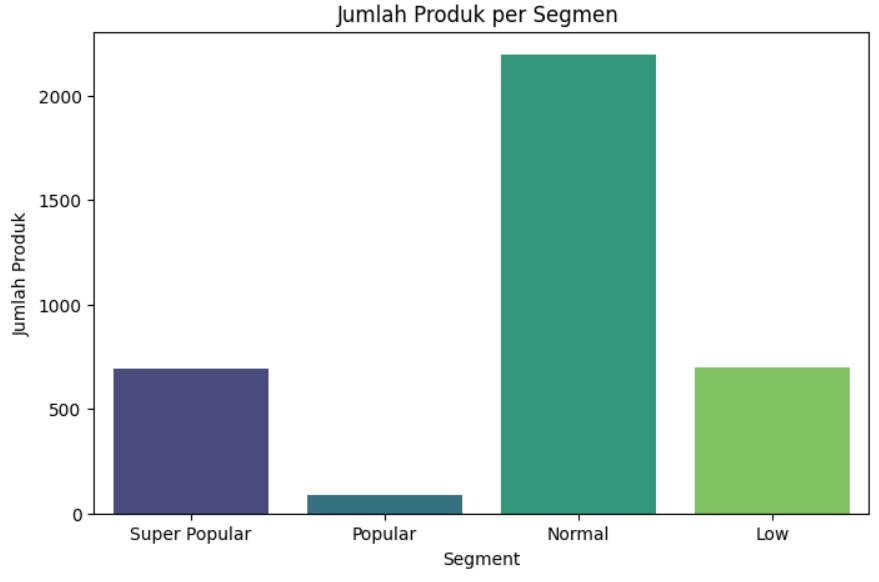 Jumlah Produk per Segmen
Jumlah Produk
2000
1500
1000
500
0
Super Popular
Popular
Normal
Low
Segment